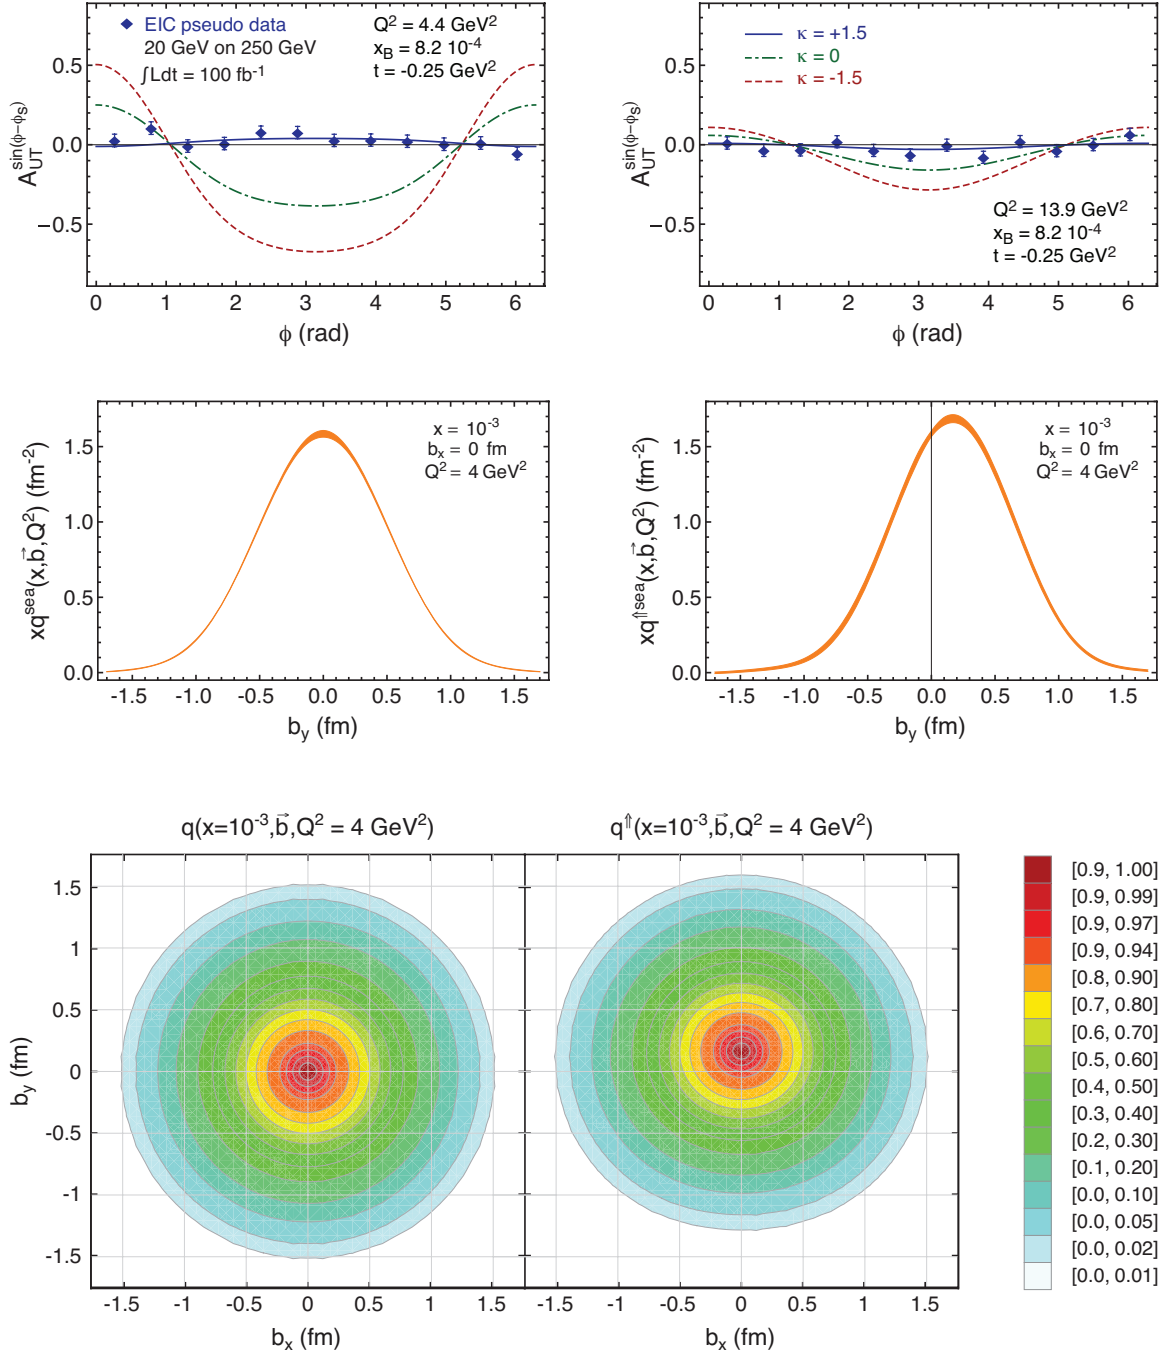 EIC pseudo data
20 GeV on 250 GeV
∫Ldt = 100 fb⁻¹
Q² = 4.4 GeV²
x_B = 8.2 10⁻⁴
t = -0.25 GeV²
0.5
0.0
−0.5
A_UT^sin(ϕ−ϕ_S)
0 1 2 3 4 5 6
ϕ (rad)
κ = +1.5
κ = 0
κ = -1.5
0.5
0.0
−0.5
A_UT^sin(ϕ−ϕ_S)
Q² = 13.9 GeV²
x_B = 8.2 10⁻⁴
t = -0.25 GeV²
0 1 2 3 4 5 6
ϕ (rad)
x = 10⁻³
b_x = 0 fm
Q² = 4 GeV²
1.5
1.0
0.5
0.0
xq^sea(x,b⃗,Q²) (fm⁻²)
-1.5 -1.0 -0.5 0.0 0.5 1.0 1.5
b_y (fm)
x = 10⁻³
b_x = 0 fm
Q² = 4 GeV²
1.5
1.0
0.5
0.0
xq^⇑sea(x,b⃗,Q²) (fm⁻²)
-1.5 -1.0 -0.5 0.0 0.5 1.0 1.5
b_y (fm)
q(x=10⁻³,b⃗,Q² = 4 GeV²)
q^⇑(x=10⁻³,b⃗,Q² = 4 GeV²)
1.5
1
0.5
0
-0.5
-1
-1.5
b_y (fm)
-1.5 -1 -0.5 0 0.5 1 1.5
b_x (fm)
-1.5 -1 -0.5 0 0.5 1 1.5
b_x (fm)
[0.9, 1.00]
[0.9, 0.99]
[0.9, 0.97]
[0.9, 0.94]
[0.8, 0.90]
[0.7, 0.80]
[0.6, 0.70]
[0.5, 0.60]
[0.4, 0.50]
[0.3, 0.40]
[0.2, 0.30]
[0.1, 0.20]
[0.0, 0.10]
[0.0, 0.05]
[0.0, 0.02]
[0.0, 0.01]